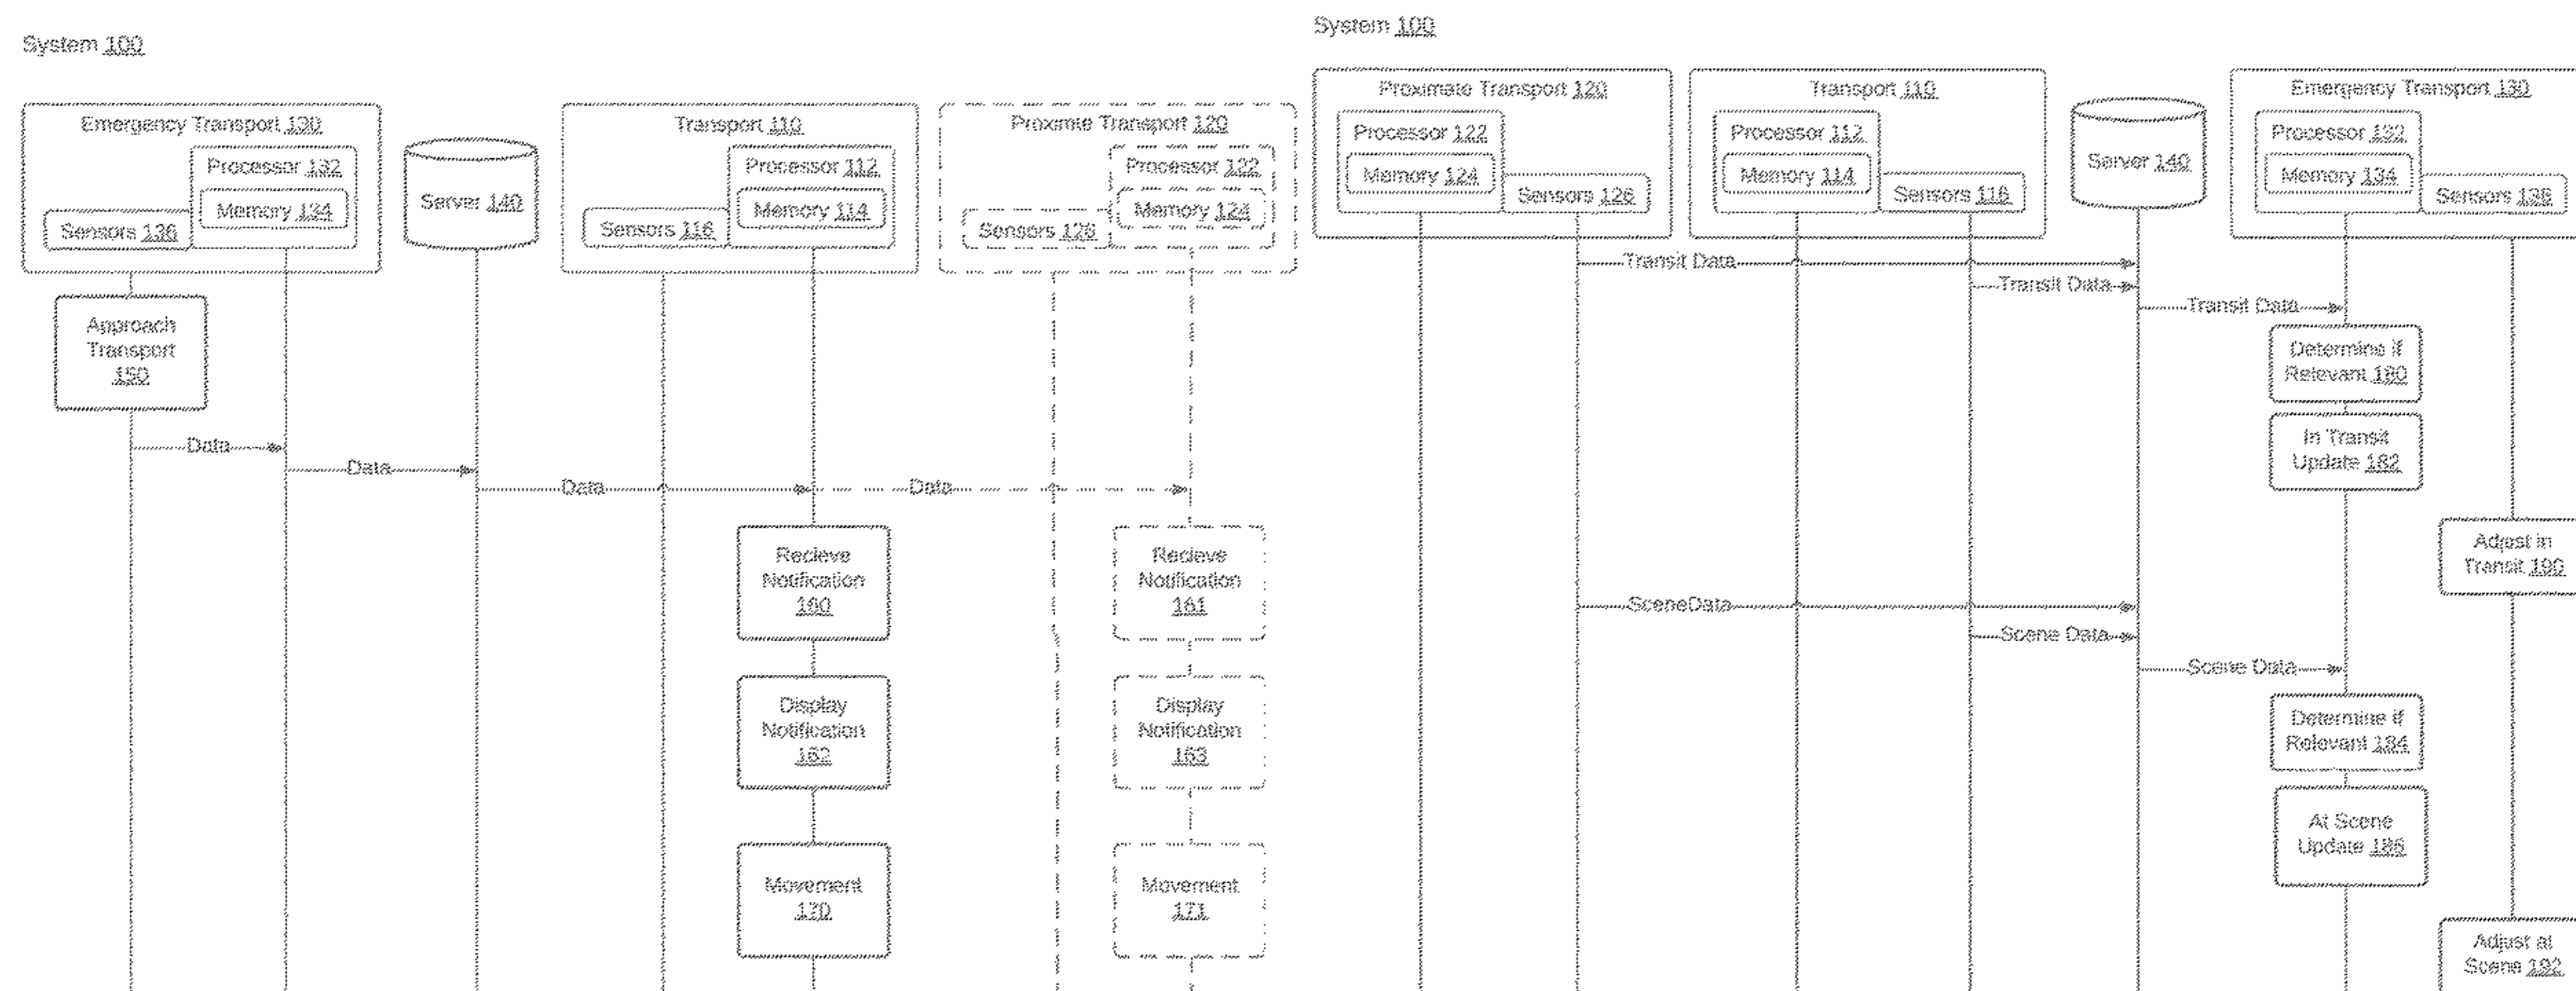 System 100
Emergency Transport 130
Processor 132
Memory 134
Sensors 136
Server 140
Transport 110
Processor 112
Memory 114
Sensors 116
Proximte Transport 120
Processor 122
Memory 124
Sensors 126
Approach
Transport
150
Data
Data
Data
Data
Recieve
Notification
160
Recieve
Notification
161
Display
Notification
162
Display
Notification
163
Movement
170
Movement
171
System 100
Proximate Transport 120
Processor 122
Memory 124
Sensors 126
Transport 110
Processor 112
Memory 114
Sensors 116
Server 140
Emergency Transport 130
Processor 132
Memory 134
Sensors 136
Transit Data
Transit Data
Transit Data
Determine if
Relevant 180
In Transit
Update 182
Adjust in
Transit 190
SceneData
Scene Data
Scene Data
Determine if
Relevant 184
At Scene
Update 186
Adjust at
Scene 192